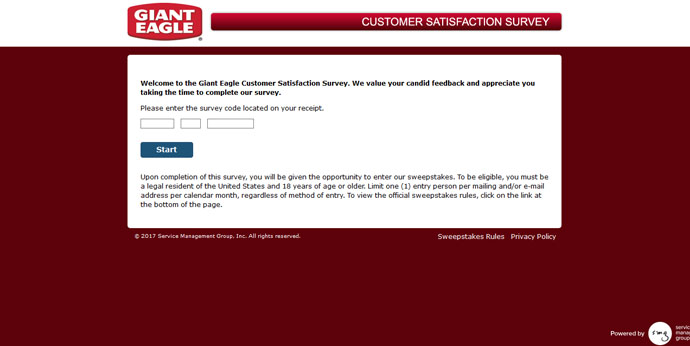 GIANT
EAGLE
CUSTOMER SATISFACTION SURVEY
Welcome to the Giant Eagle Customer Satisfaction Survey. We value your candid feedback and appreciate you
taking the time to complete our survey.
Please enter the survey code located on your receipt.
Start
Upon completion of this survey, you will be given the opportunity to enter our sweepstakes. To be eligible, you must be
a legal resident of the United States and 18 years of age or older. Limit one (1) entry person per mailing and/or e-mail
address per calendar month, regardless of method of entry. To view the official sweepstakes rules, click on the link at
the bottom of the page.
© 2017 Service Management Group, Inc. All rights reserved.
Sweepstakes Rules Privacy Policy
Powered by
smg
servic
mana
group